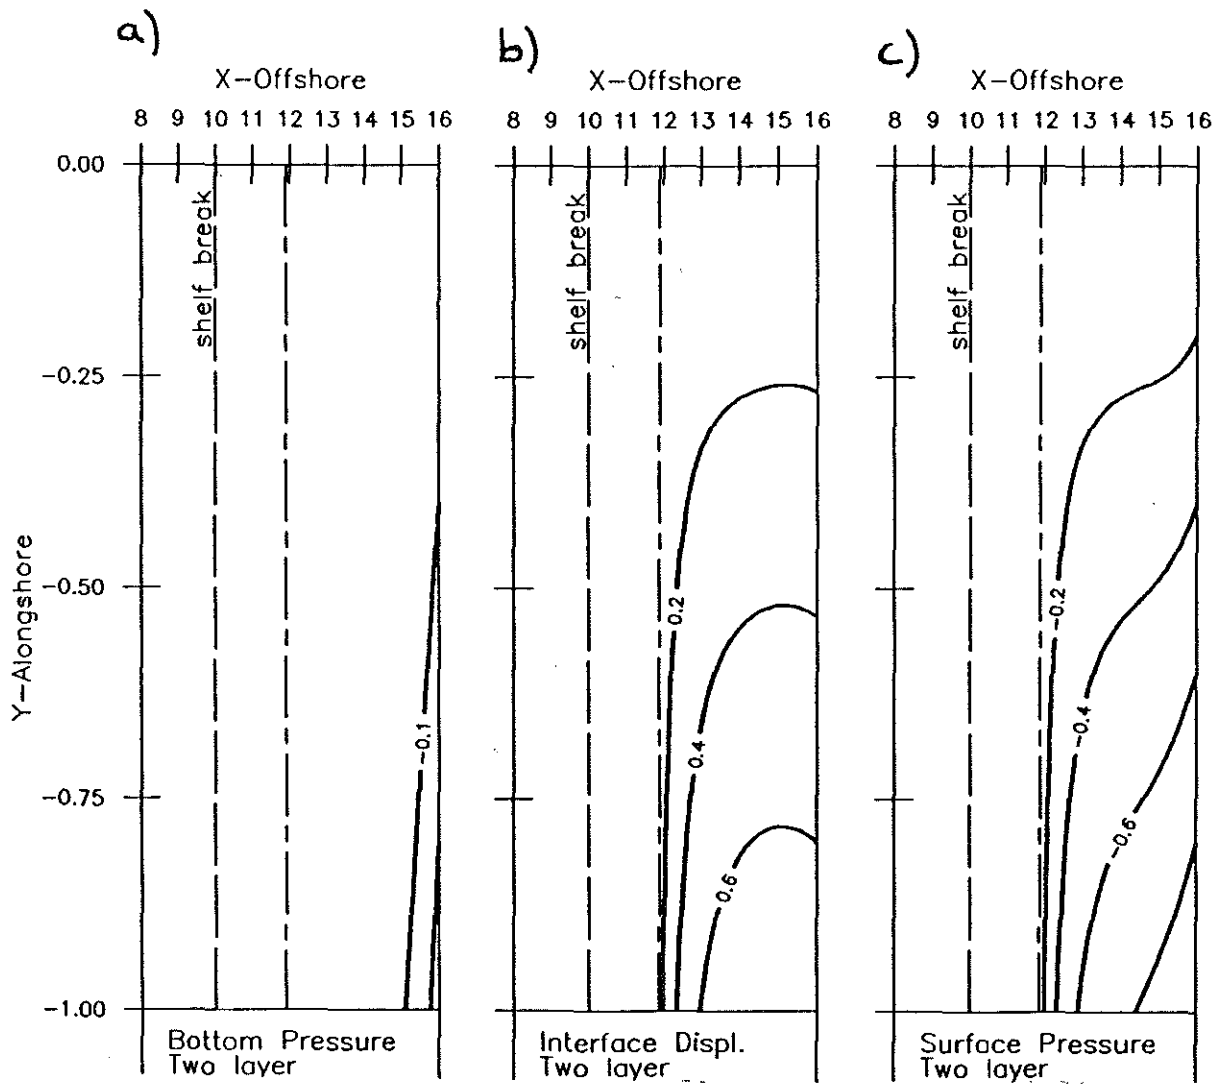 a)
b)
c)
X-Offshore
X-Offshore
X-Offshore
8 9 10 11 12 13 14 15 16
8 9 10 11 12 13 14 15 16
8 9 10 11 12 13 14 15 16
0.00
-0.25
-0.50
-0.75
-1.00
Y-Alongshore
shelf break
shelf break
shelf break
-0.1
0.2
0.4
0.6
-0.2
-0.4
-0.6
Bottom Pressure
Two layer
Interface Displ.
Two layer
Surface Pressure
Two layer